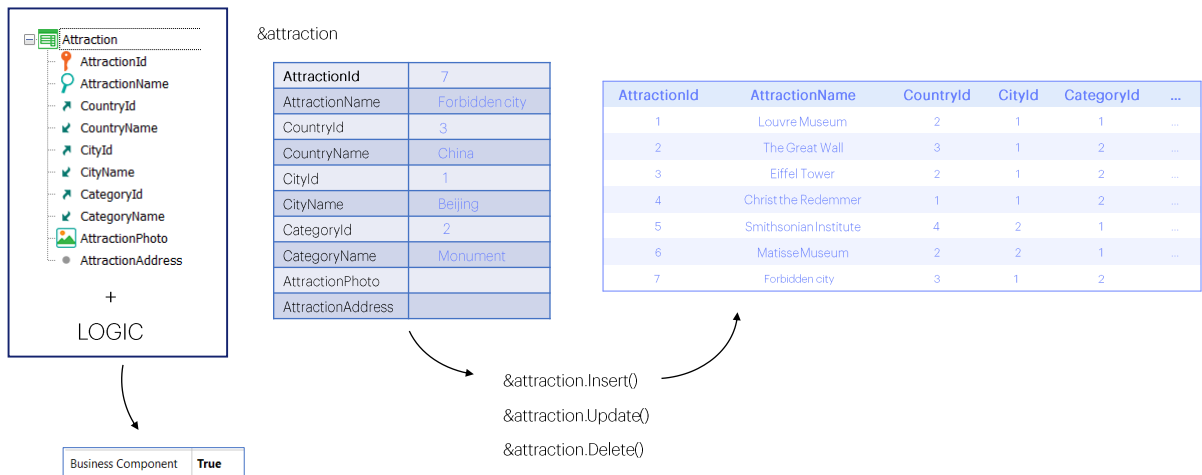 Attraction
AttractionId
AttractionName
CountryId
CountryName
CityId
CityName
CategoryId
CategoryName
AttractionPhoto
AttractionAddress
+
LOGIC
Business Component True
&attraction
AttractionId 7
AttractionName Forbidden city
CountryId 3
CountryName China
CityId 1
CityName Beijing
CategoryId 2
CategoryName Monument
AttractionPhoto
AttractionAddress
&attraction.Insert()
&attraction.Update()
&attraction.Delete()
AttractionId AttractionName CountryId CityId CategoryId ...
1 Louvre Museum 2 1 1 ...
2 The Great Wall 3 1 2 ...
3 Eiffel Tower 2 1 2 ...
4 Christ the Redemmer 1 1 2 ...
5 Smithsonian Institute 4 2 1 ...
6 Matisse Museum 2 2 1 ...
7 Forbidden city 3 1 2